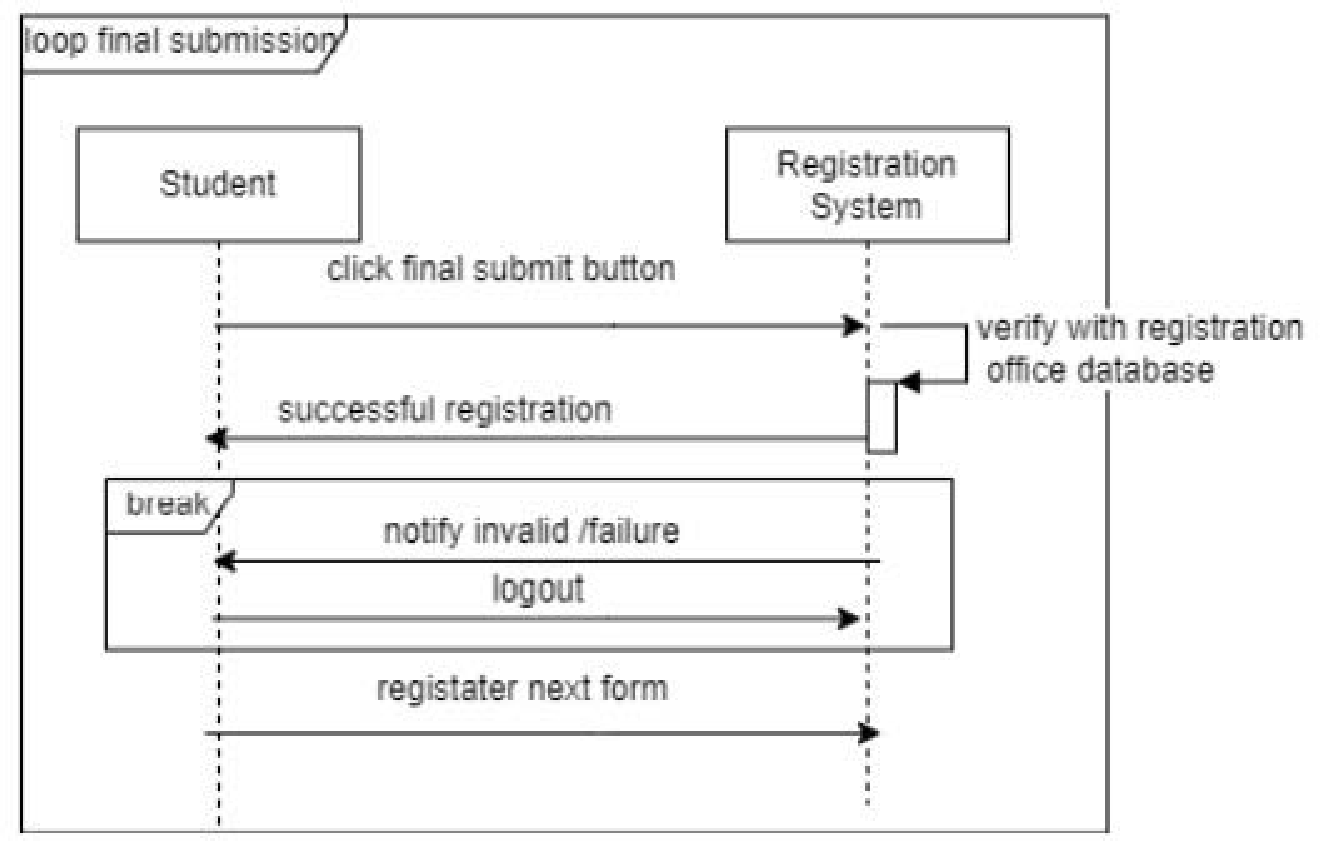 loop final submission
Student
Registration
System
click final submit button
verify with registration
office database
successful registration
break
notify invalid /failure
logout
registater next form